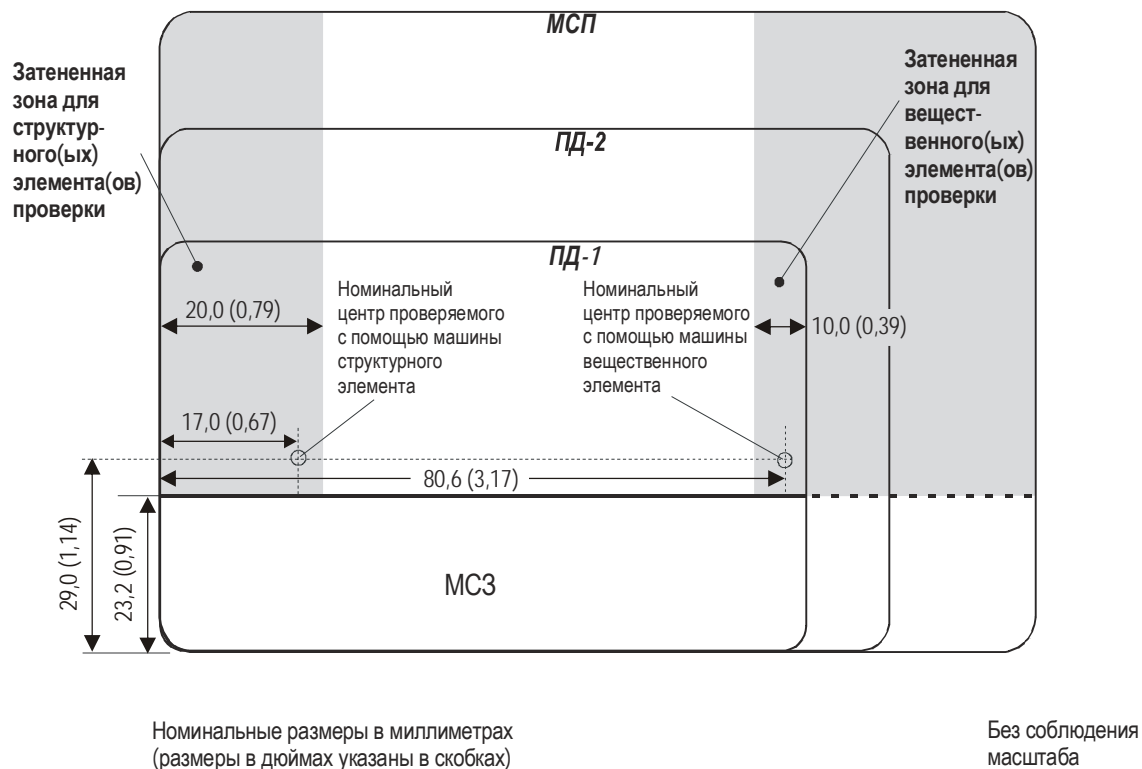 МСП
Затененная
зона для
структур-
ного(ых)
элемента(ов)
проверки
Затененная
зона для
вещест-
венного(ых)
элемента(ов)
проверки
ПД-2
ПД-1
20,0 (0,79)
Номинальный
центр проверяемого
с помощью машины
структурного
элемента
Номинальный
центр проверяемого
с помощью машины
вещественного
элемента
10,0 (0,39)
17,0 (0,67)
80,6 (3,17)
29,0 (1,14)
23,2 (0,91)
МСЗ
Номинальные размеры в миллиметрах
(размеры в дюймах указаны в скобках)
Без соблюдения
масштаба